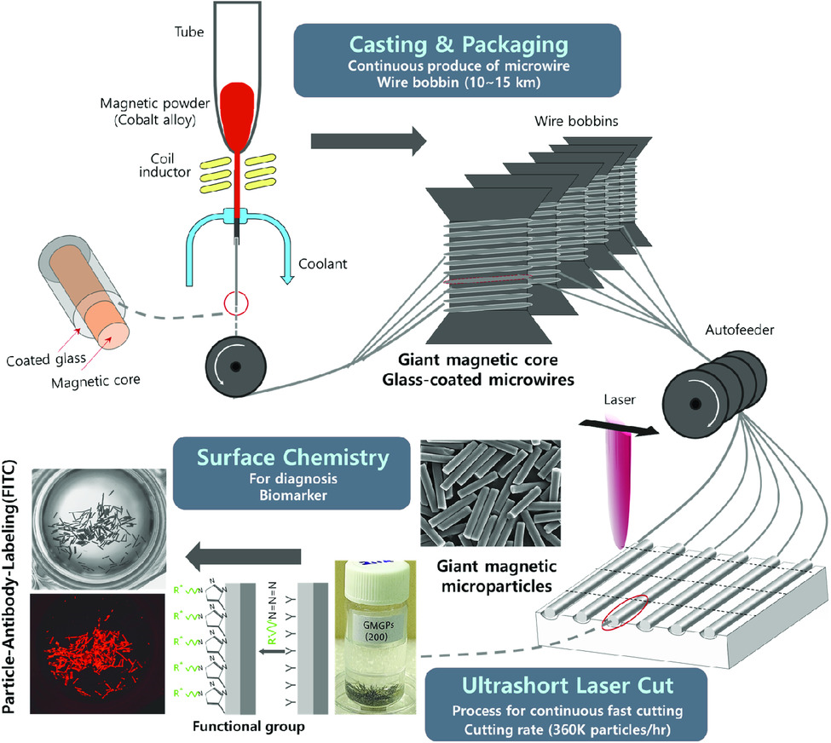 Tube
Casting & Packaging
Continuous produce of microwire
Wire bobbin (10~15 km)
Magnetic powder
(Cobalt alloy)
Wire bobbins
Coil
inductor
Coolant
Coated glass
Magnetic core
Giant magnetic core
Glass-coated microwires
Autofeeder
Laser
Surface Chemistry
For diagnosis
Biomarker
Giant magnetic
microparticles
Particle-Antibody-Labeling(FITC)
R*
N
N
N
R*
N
N
N
R*
N
N
N
R*
N
N
N
R*
N
N
N
R
N=N=N
GMGPs
(200)
Functional group
Ultrashort Laser Cut
Process for continuous fast cutting
Cutting rate (360K particles/hr)